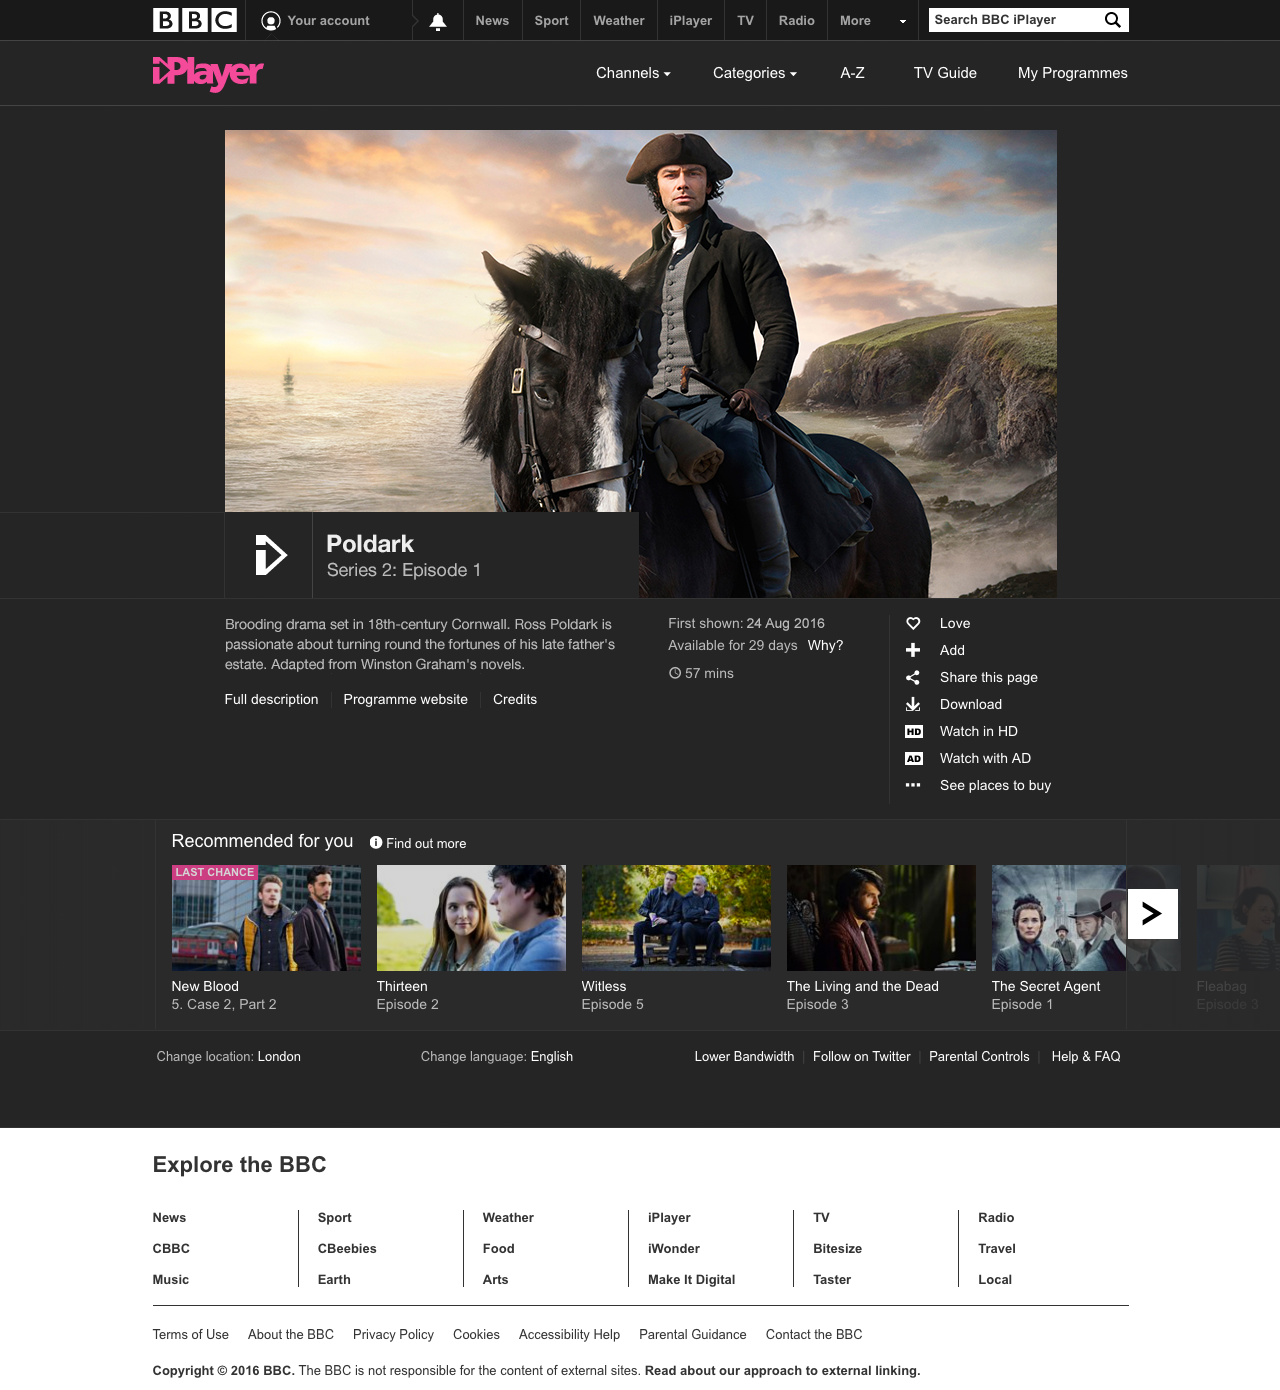 BBC Your account News Sport Weather iPlayer TV Radio More Search BBC iPlayer
iPlayer Channels Categories A-Z TV Guide My Programmes
Poldark
Series 2: Episode 1
Brooding drama set in 18th-century Cornwall. Ross Poldark is
passionate about turning round the fortunes of his late father's
estate. Adapted from Winston Graham's novels.
Full description Programme website Credits
First shown: 24 Aug 2016
Available for 29 days Why?
57 mins
Love
Add
Share this page
Download
HD Watch in HD
AD Watch with AD
See places to buy
Recommended for you Find out more
LAST CHANCE
New Blood
5. Case 2, Part 2
Thirteen
Episode 2
Witless
Episode 5
The Living and the Dead
Episode 3
The Secret Agent
Episode 1
Fleabag
Episode 3
Change location: London Change language: English Lower Bandwidth Follow on Twitter Parental Controls Help & FAQ
Explore the BBC
News Sport Weather iPlayer TV Radio
CBBC CBeebies Food iWonder Bitesize Travel
Music Earth Arts Make It Digital Taster Local
Terms of Use About the BBC Privacy Policy Cookies Accessibility Help Parental Guidance Contact the BBC
Copyright © 2016 BBC. The BBC is not responsible for the content of external sites. Read about our approach to external linking.